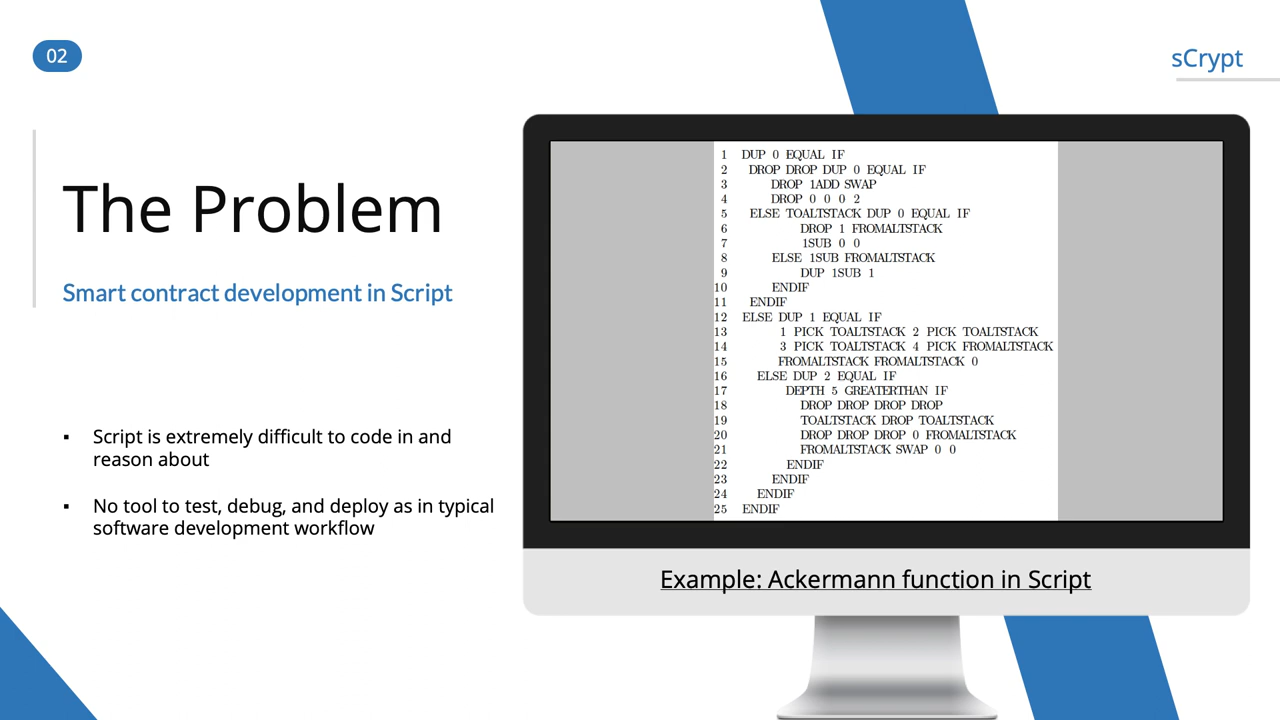 02
sCrypt
The Problem
Smart contract development in Script
▪ Script is extremely difficult to code in and
reason about
▪ No tool to test, debug, and deploy as in typical
software development workflow
1 DUP 0 EQUAL IF
2 DROP DROP DUP 0 EQUAL IF
3 DROP 1ADD SWAP
4 DROP 0 0 0 2
5 ELSE TOALTSTACK DUP 0 EQUAL IF
6 DROP 1 FROMALTSTACK
7 1SUB 0 0
8 ELSE 1SUB FROMALTSTACK
9 DUP 1SUB 1
10 ENDIF
11 ENDIF
12 ELSE DUP 1 EQUAL IF
13 1 PICK TOALTSTACK 2 PICK TOALTSTACK
14 3 PICK TOALTSTACK 4 PICK FROMALTSTACK
15 FROMALTSTACK FROMALTSTACK 0
16 ELSE DUP 2 EQUAL IF
17 DEPTH 5 GREATERTHAN IF
18 DROP DROP DROP DROP
19 TOALTSTACK DROP TOALTSTACK
20 DROP DROP DROP 0 FROMALTSTACK
21 FROMALTSTACK SWAP 0 0
22 ENDIF
23 ENDIF
24 ENDIF
25 ENDIF
Example: Ackermann function in Script